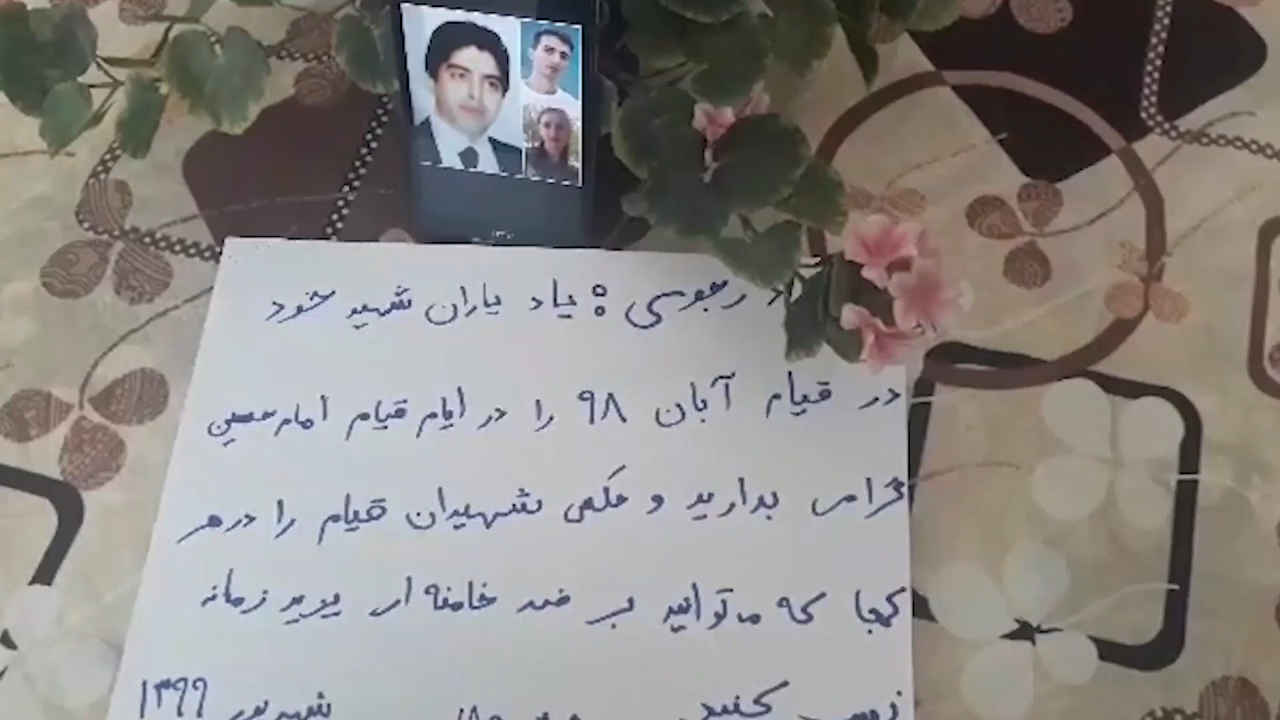 رجوی : یاد یاران شهید خود
در قیام آبان ۹۸ را در ایام قیام امام حسین
گرامی بدارید و عکس شهیدان قیام را در هر
کجا که می‌توانید بر ضد خامنه ای یزید زمانه
کنید شهریور ۱۳۹۹